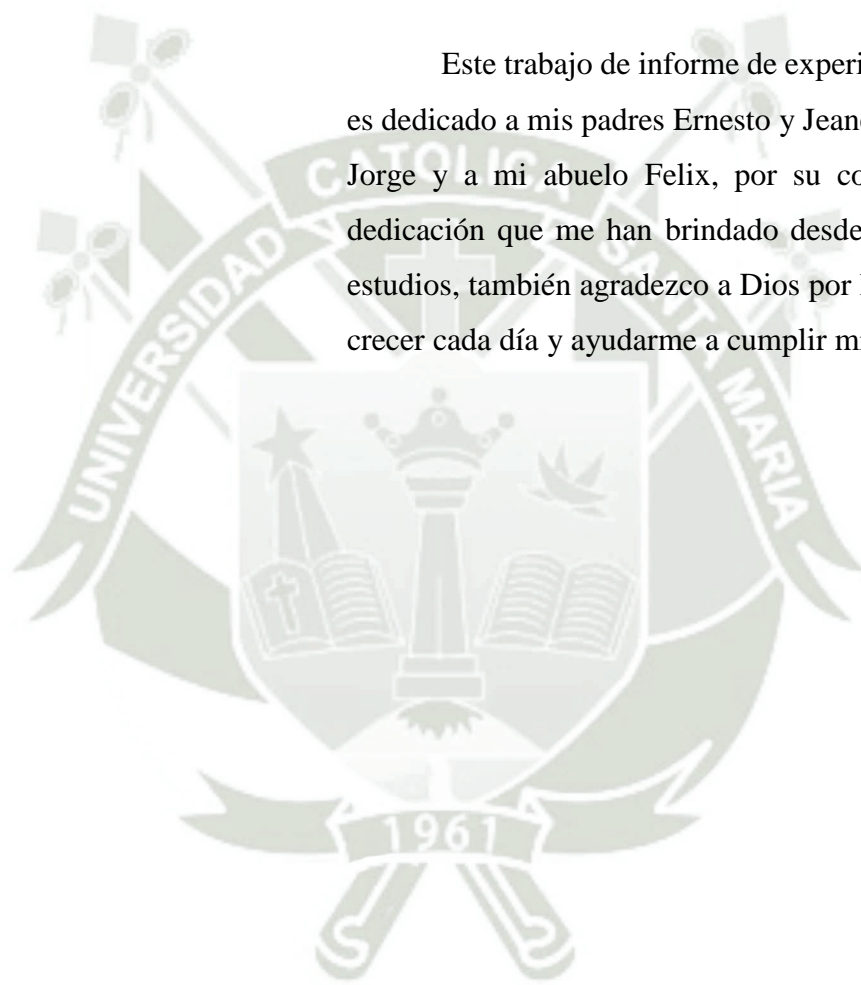 Este trabajo de informe de experi
es dedicado a mis padres Ernesto y Jean
Jorge y a mi abuelo Felix, por su co
dedicación que me han brindado desde
estudios, también agradezco a Dios por
crecer cada día y ayudarme a cumplir m
UNIVERSIDAD CATOLICA SANTA MARIA
1961